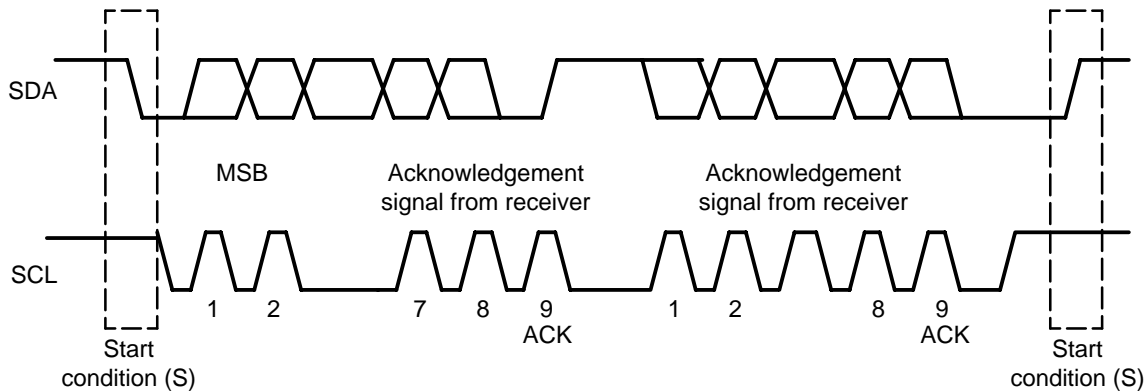 SDA
MSB
Acknowledgement
signal from receiver
Acknowledgement
signal from receiver
SCL
1 2 7 8 9 1 2 8 9
ACK ACK
Start
condition (S)
Start
condition (S)